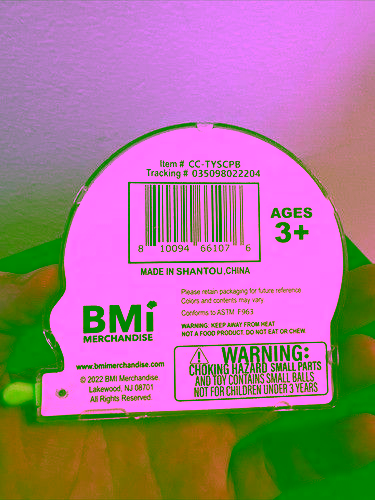 Item # CC-TYSCPB
Tracking # 035098022204
8 10094 66107 6
MADE IN SHANTOU,CHINA
AGES
3+
Please retain packaging for future reference.
Colors and contents may vary.
Conforms to ASTM F963
WARNING: KEEP AWAY FROM HEAT
NOT A FOOD PRODUCT. DO NOT EAT OR CHEW.
BMi
MERCHANDISE
www.bmimerchandise.com
© 2022 BMI Merchandise
Lakewood, NJ 08701
All Rights Reserved.
WARNING:
CHOKING HAZARD SMALL PARTS
AND TOY CONTAINS SMALL BALLS
NOT FOR CHILDREN UNDER 3 YEARS